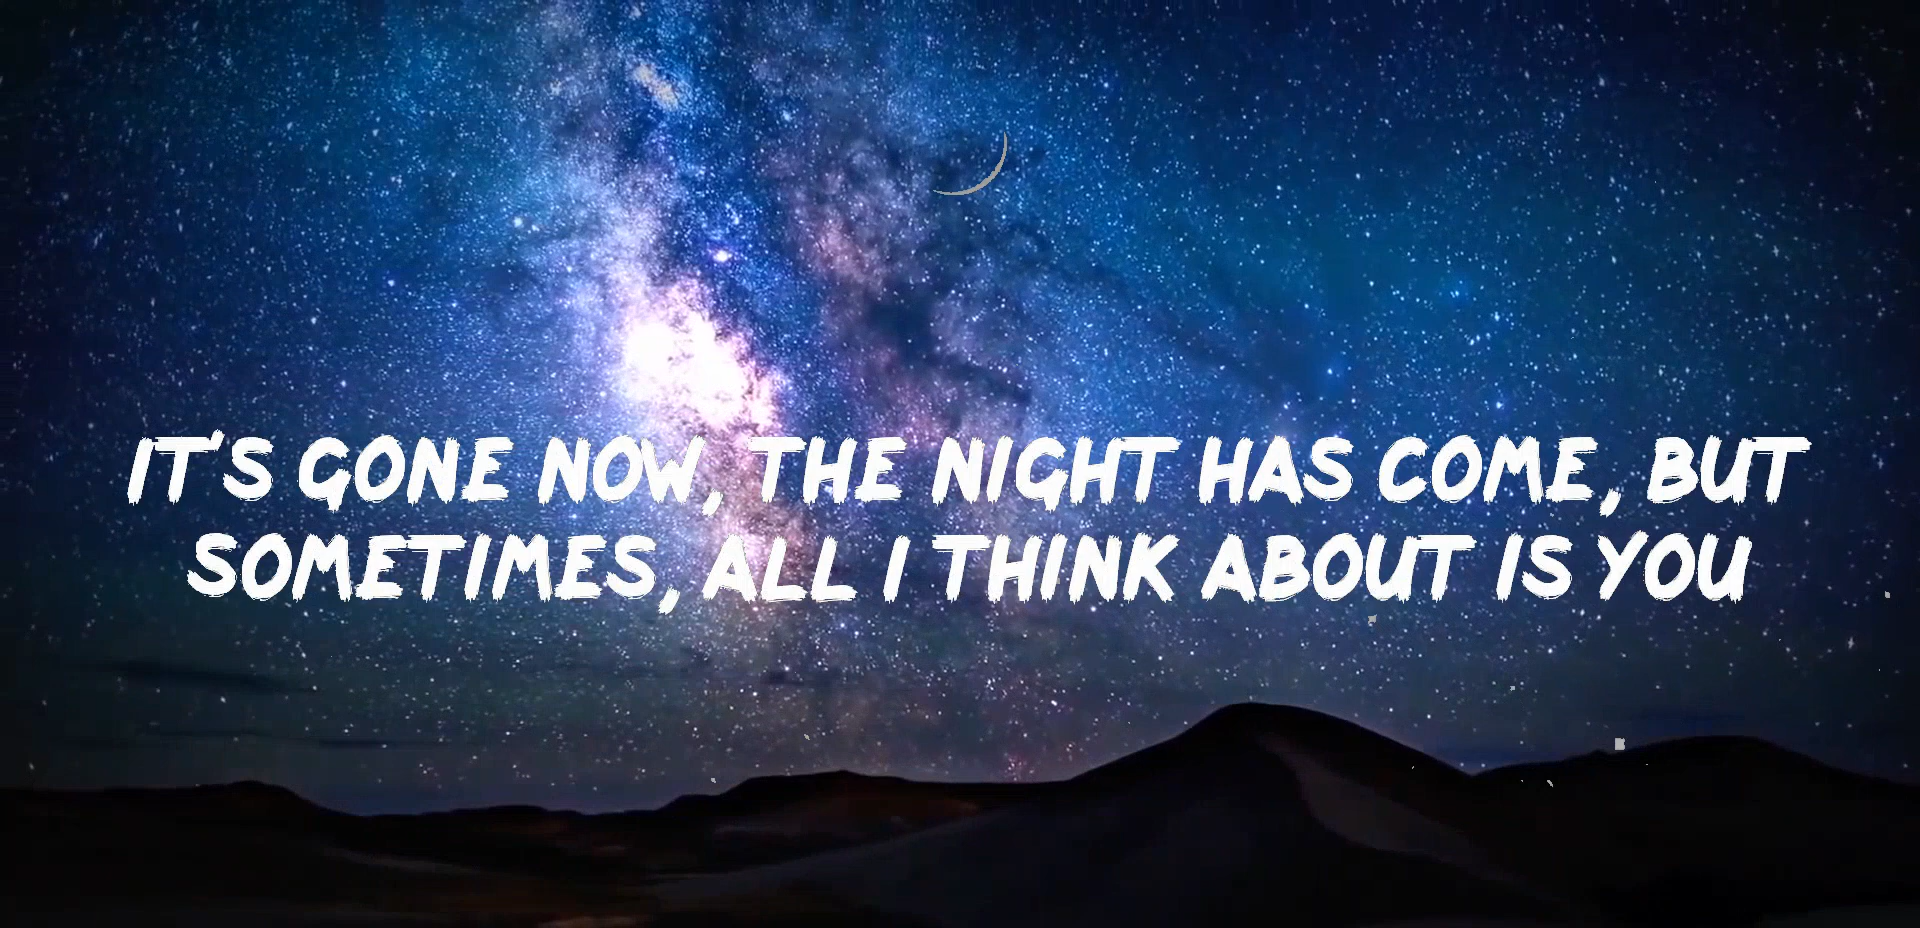 IT'S GONE NOW, THE NIGHT HAS COME, BUT
SOMETIMES, ALL I THINK ABOUT IS YOU